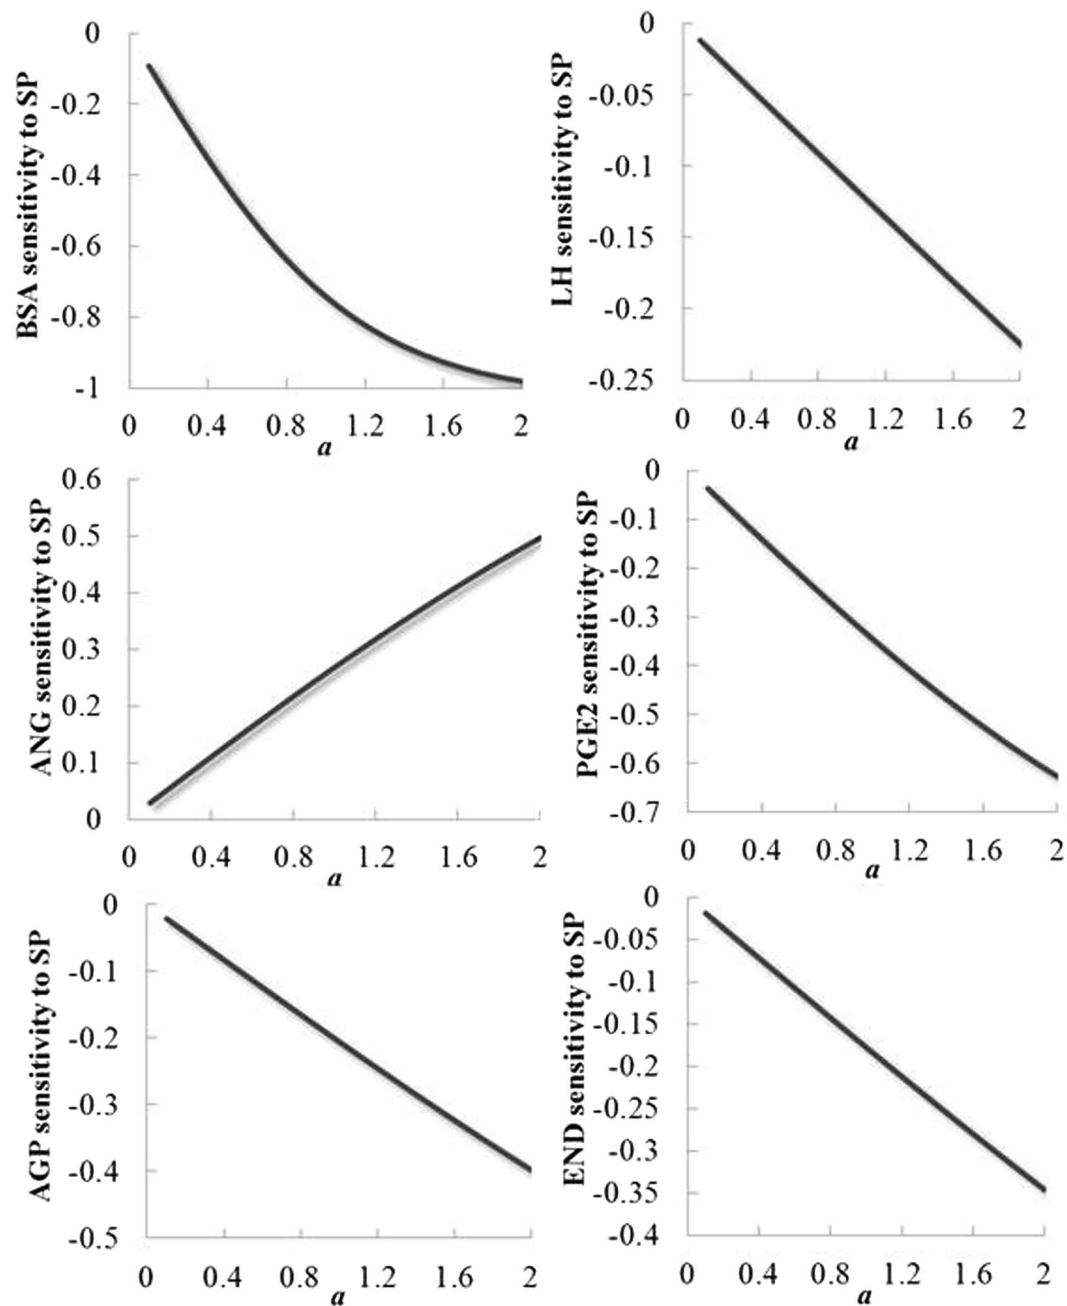 BSA sensitivity to SP
0
-0.2
-0.4
-0.6
-0.8
-1
0 0.4 0.8 1.2 1.6 2
a
LH sensitivity to SP
0
-0.05
-0.1
-0.15
-0.2
-0.25
0 0.4 0.8 1.2 1.6 2
a
ANG sensitivity to SP
0.6
0.5
0.4
0.3
0.2
0.1
0
0 0.4 0.8 1.2 1.6 2
a
PGE2 sensitivity to SP
0
-0.1
-0.2
-0.3
-0.4
-0.5
-0.6
-0.7
0 0.4 0.8 1.2 1.6 2
a
AGP sensitivity to SP
0
-0.1
-0.2
-0.3
-0.4
-0.5
0 0.4 0.8 1.2 1.6 2
a
END sensitivity to SP
0
-0.05
-0.1
-0.15
-0.2
-0.25
-0.3
-0.35
-0.4
0 0.4 0.8 1.2 1.6 2
a